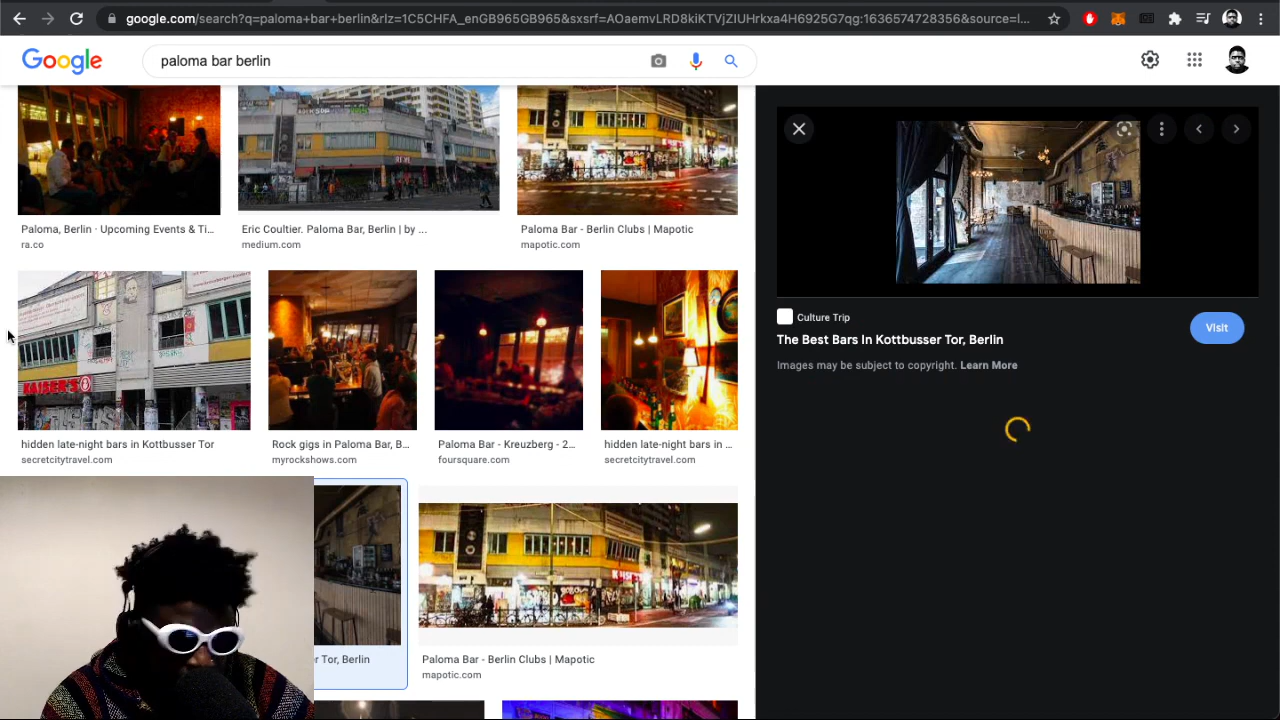 google.com/search?q=paloma+bar+berlin&rlz=1C5CHFA_enGB965GB965&sxsrf=AOaemvLRD8kiKTVjZIUHrkxa4H6925G7qg:1636574728356&source=l...
Google
paloma bar berlin
REWE
Paloma, Berlin · Upcoming Events & Ti...
ra.co
Eric Coultier. Paloma Bar, Berlin | by ...
medium.com
Paloma Bar - Berlin Clubs | Mapotic
mapotic.com
KAISER'S
hidden late-night bars in Kottbusser Tor
secretcitytravel.com
Rock gigs in Paloma Bar, B...
myrockshows.com
Paloma Bar - Kreuzberg - 2...
foursquare.com
hidden late-night bars in ...
secretcitytravel.com
er Tor, Berlin
Paloma Bar - Berlin Clubs | Mapotic
mapotic.com
Culture Trip
The Best Bars In Kottbusser Tor, Berlin
Visit
Images may be subject to copyright. Learn More